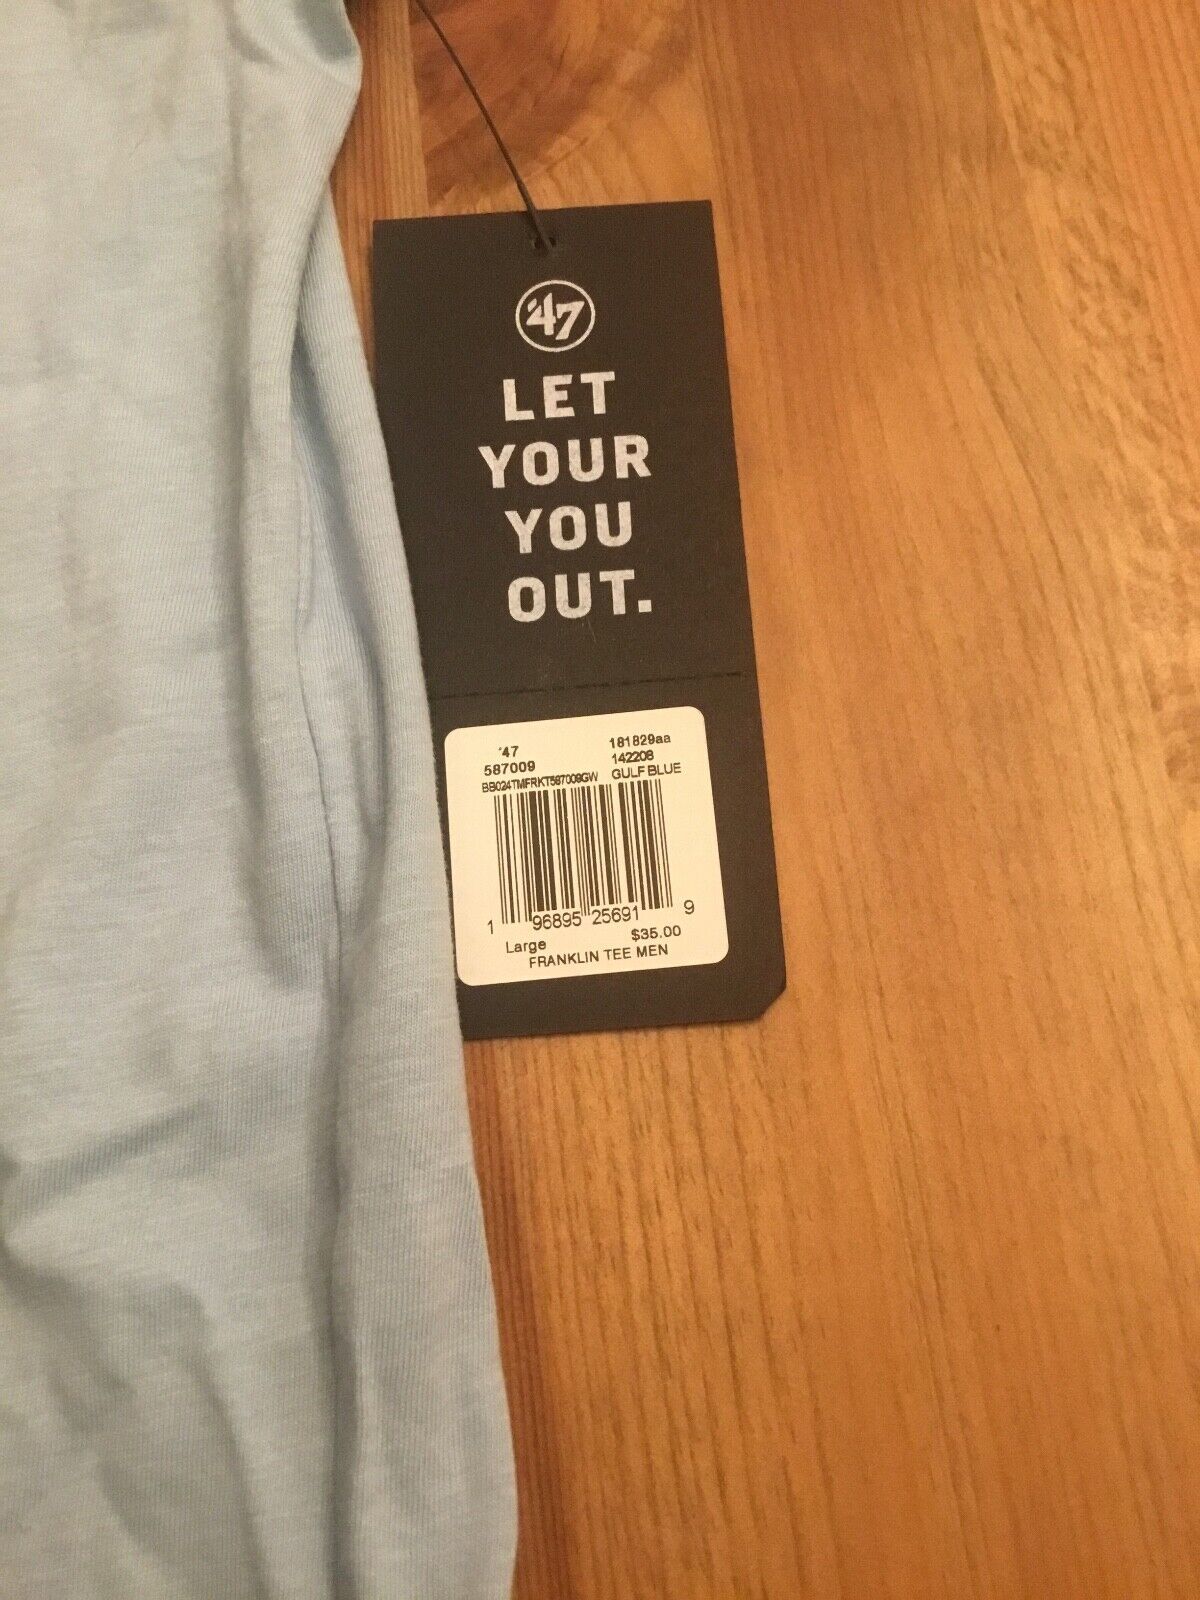 '47
LET
YOUR
YOU
OUT.
'47 181829aa
587009 142208
BB024TMFRKT587009GW GULF BLUE
1 96895 25691 9
Large $35.00
FRANKLIN TEE MEN